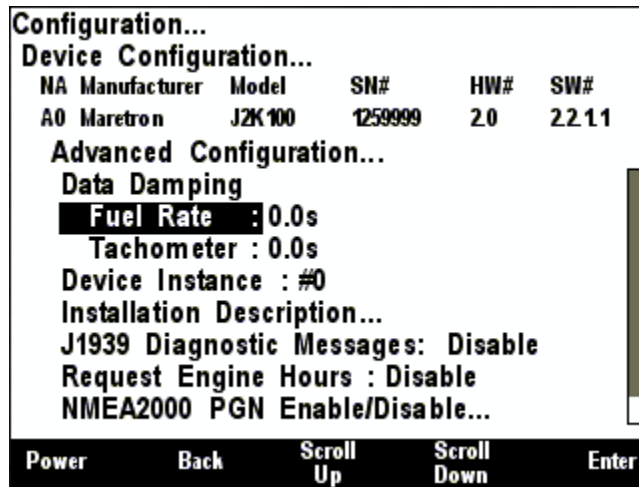 Configuration...
Device Configuration...
NA Manufacturer Model SN# HW# SW#
A0 Maretron J2K100 1259999 2.0 2.2.1.1
Advanced Configuration...
Data Damping
Fuel Rate : 0.0s
Tachometer : 0.0s
Device Instance : #0
Installation Description...
J1939 Diagnostic Messages: Disable
Request Engine Hours : Disable
NMEA2000 PGN Enable/Disable...
Power Back Scroll Up Scroll Down Enter